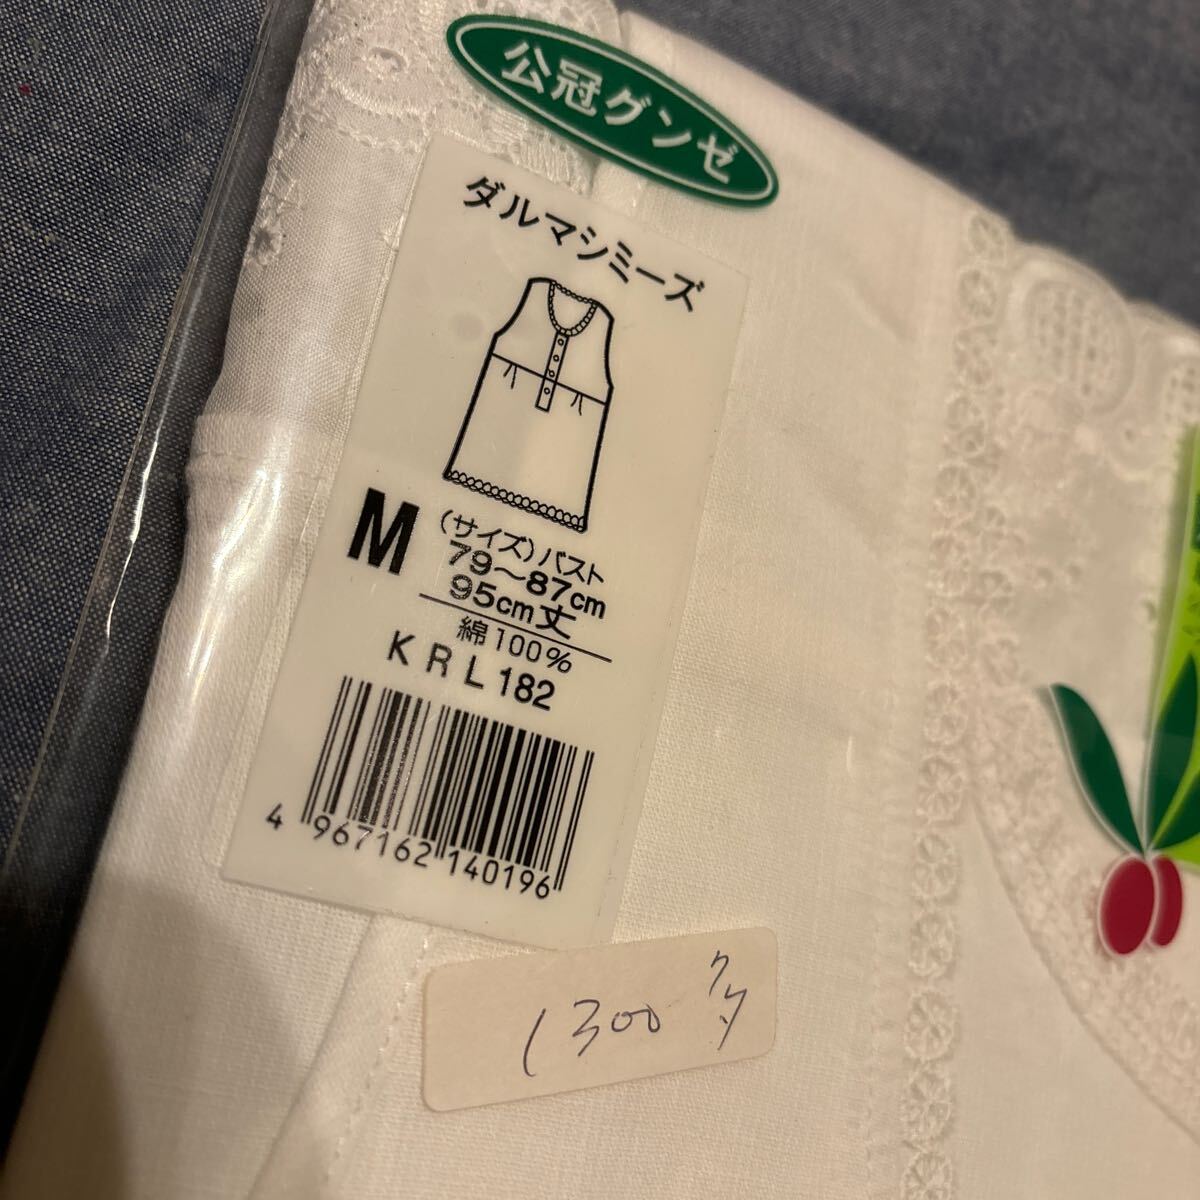 公冠グンゼ
ダルマシミーズ
M
(サイズ)バスト
79～87cm
95cm丈
綿100%
KRL182
4 967162 140196
1300